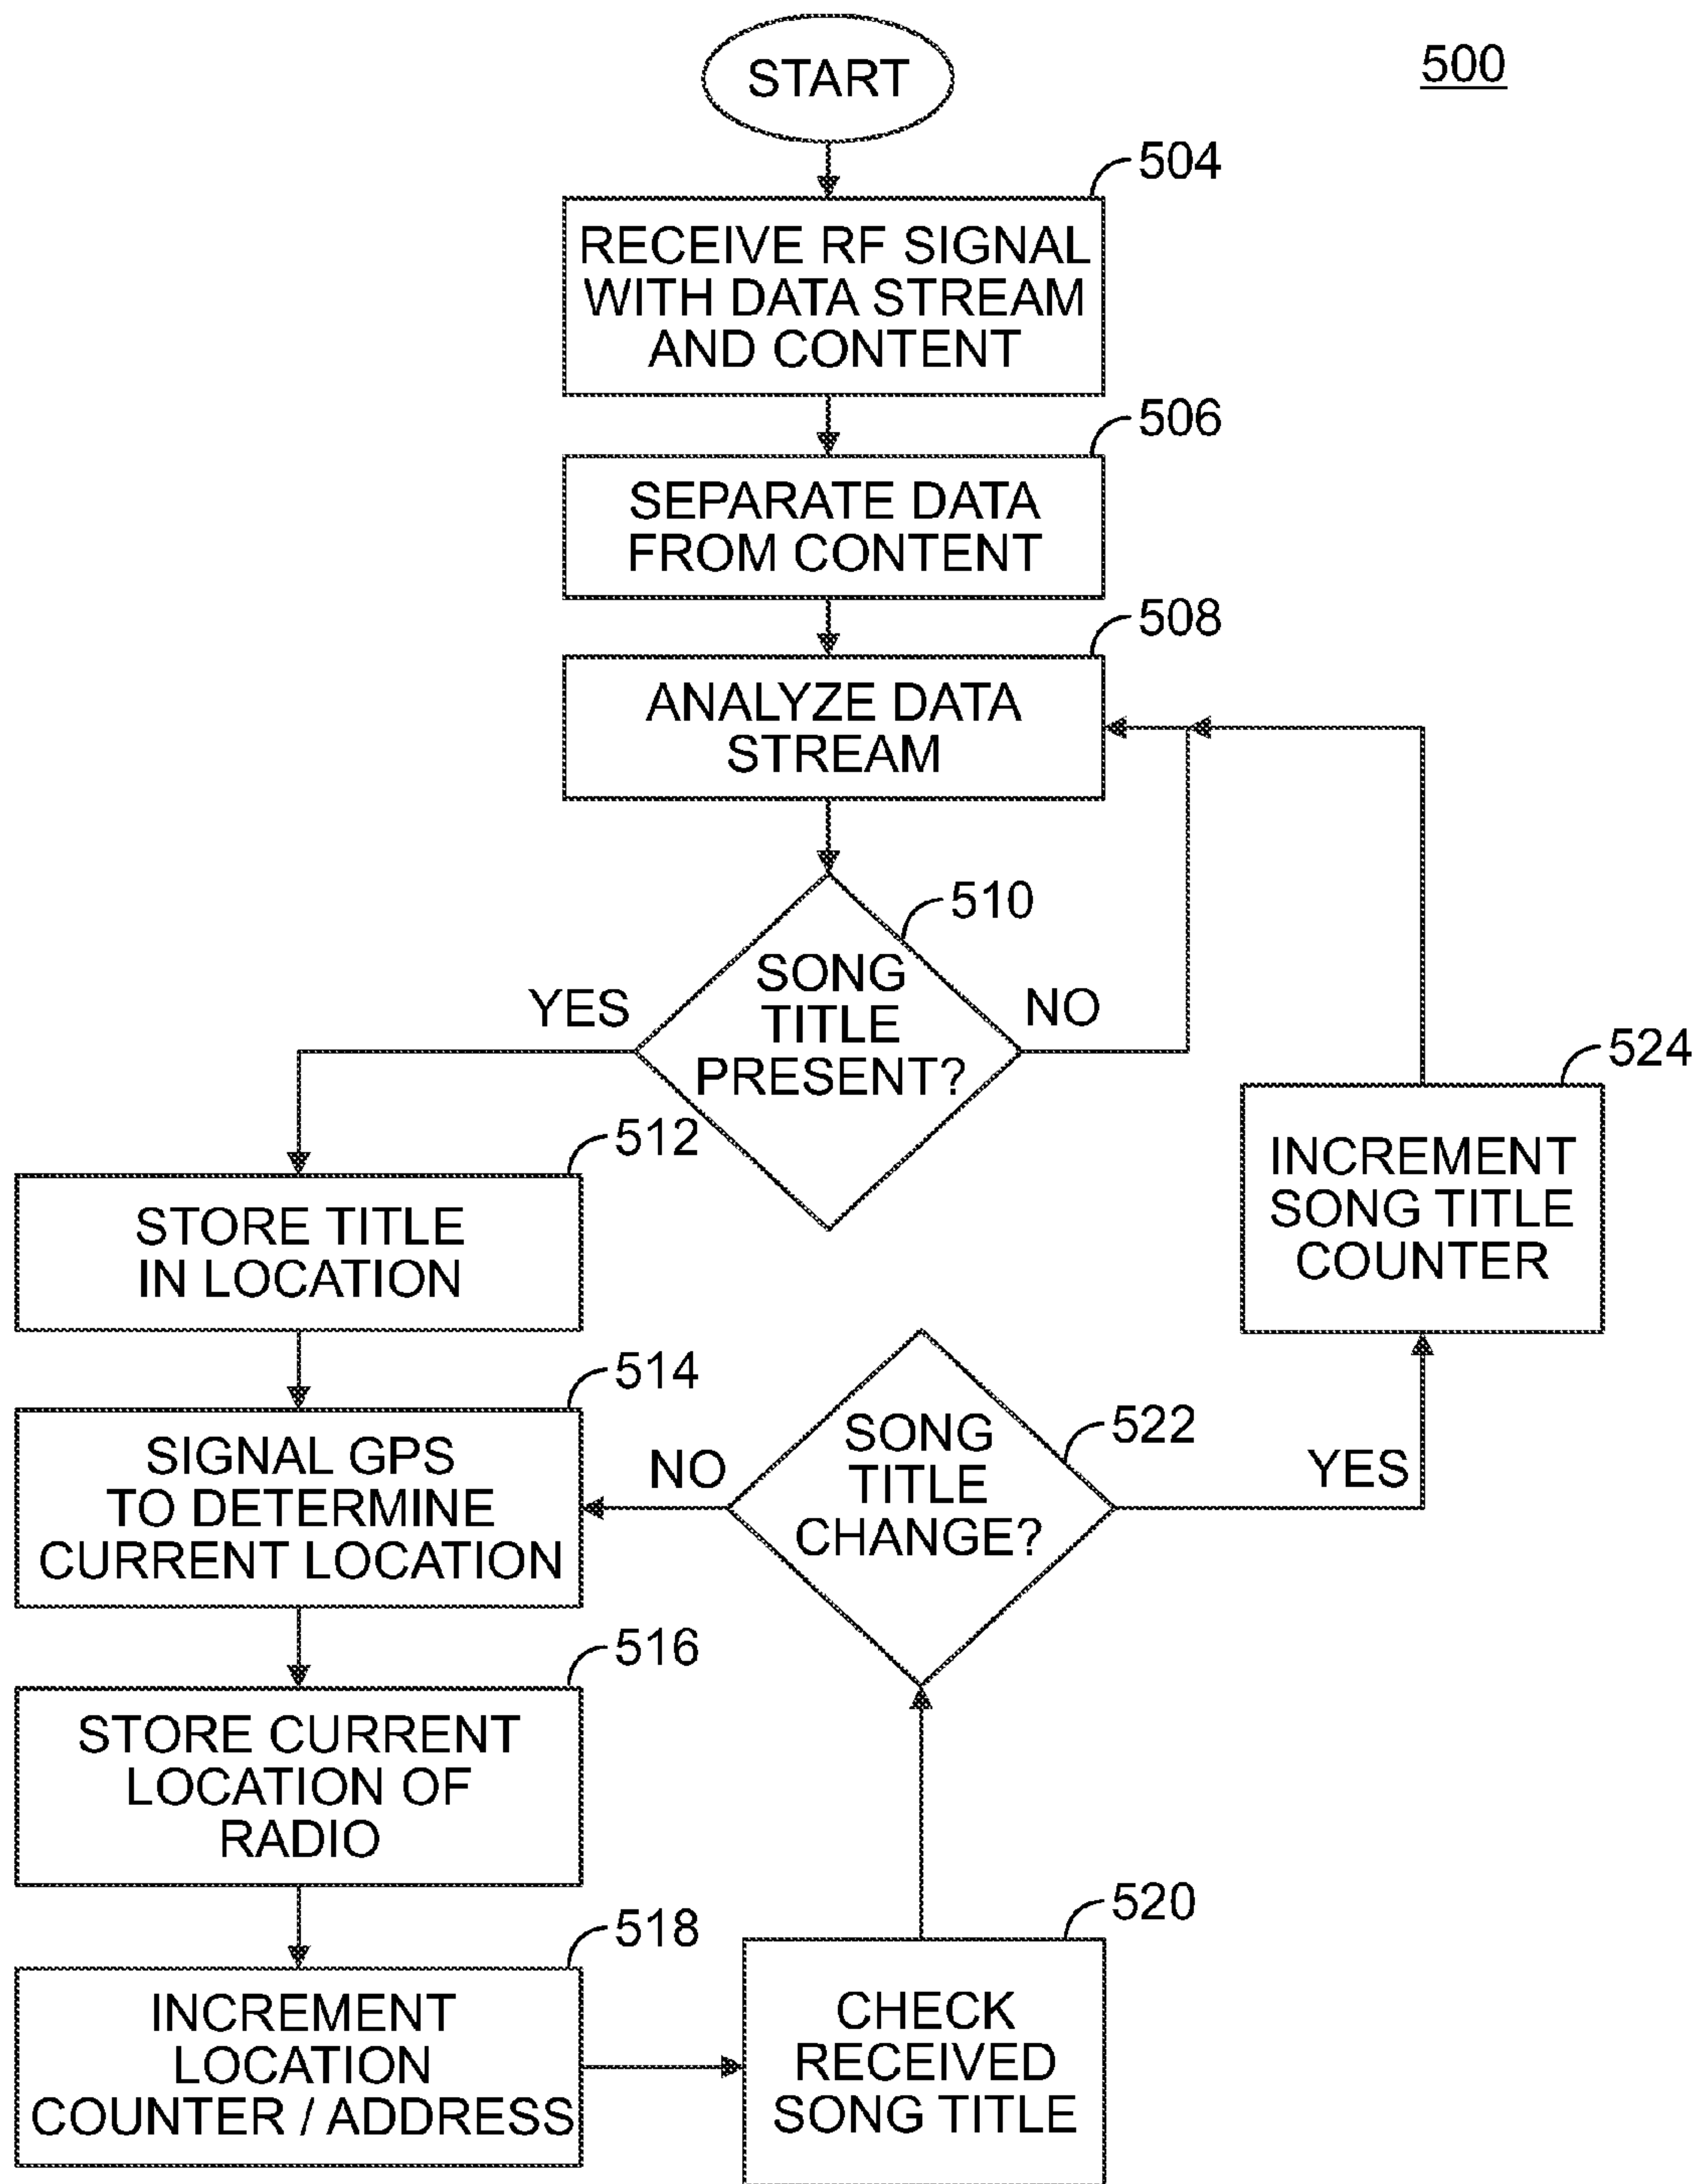 START
500
504
RECEIVE RF SIGNAL
WITH DATA STREAM
AND CONTENT
506
SEPARATE DATA
FROM CONTENT
508
ANALYZE DATA
STREAM
510
SONG
TITLE
PRESENT?
YES
NO
512
STORE TITLE
IN LOCATION
524
INCREMENT
SONG TITLE
COUNTER
514
SIGNAL GPS
TO DETERMINE
CURRENT LOCATION
522
SONG
TITLE
CHANGE?
NO
YES
516
STORE CURRENT
LOCATION OF
RADIO
518
INCREMENT
LOCATION
COUNTER / ADDRESS
520
CHECK
RECEIVED
SONG TITLE